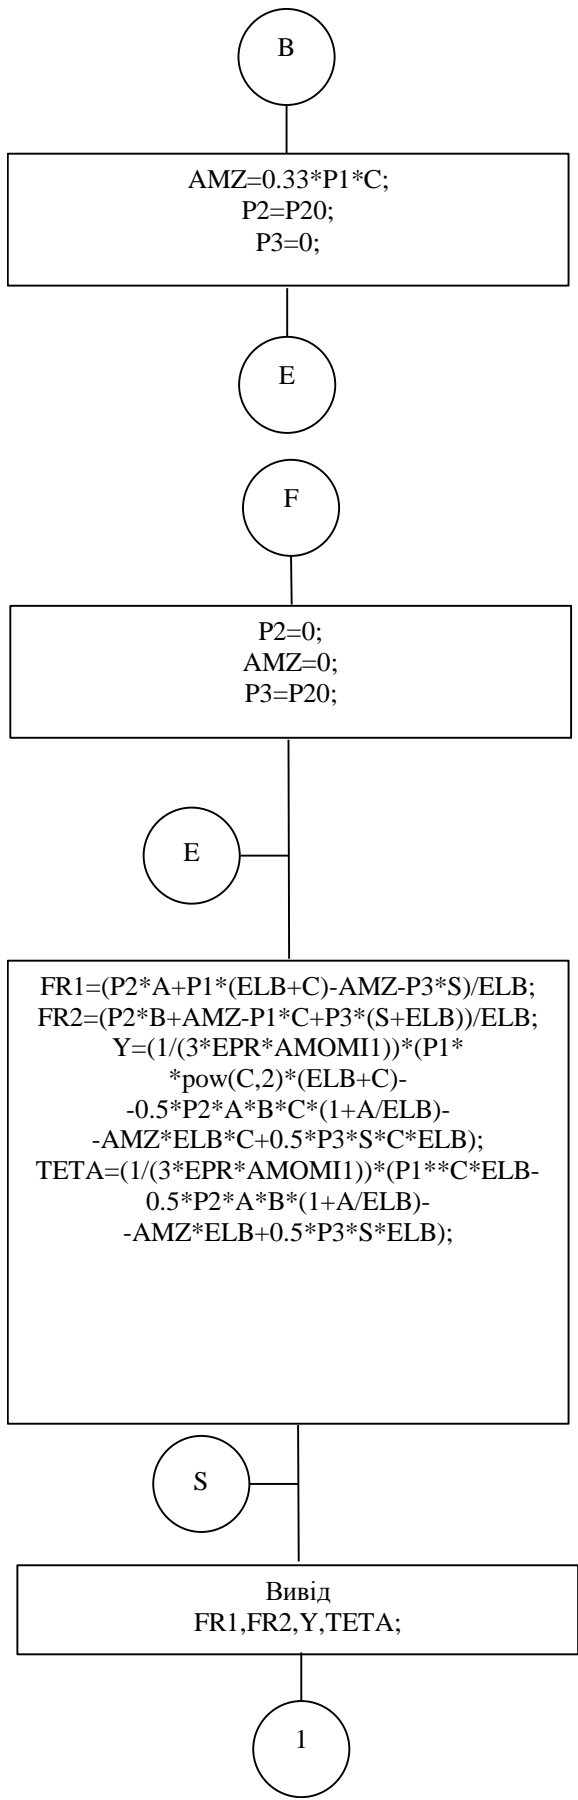 B
AMZ=0.33*P1*C;
P2=P20;
P3=0;
E
F
P2=0;
AMZ=0;
P3=P20;
E
FR1=(P2*A+P1*(ELB+C)-AMZ-P3*S)/ELB;
FR2=(P2*B+AMZ-P1*C+P3*(S+ELB))/ELB;
Y=(1/(3*EPR*AMOMI1))*(P1*
*pow(C,2)*(ELB+C)-
-0.5*P2*A*B*C*(1+A/ELB)-
-AMZ*ELB*C+0.5*P3*S*C*ELB);
TETA=(1/(3*EPR*AMOMI1))*(P1**C*ELB-
0.5*P2*A*B*(1+A/ELB)-
-AMZ*ELB+0.5*P3*S*ELB);
S
Вивід
FR1,FR2,Y,TETA;
1